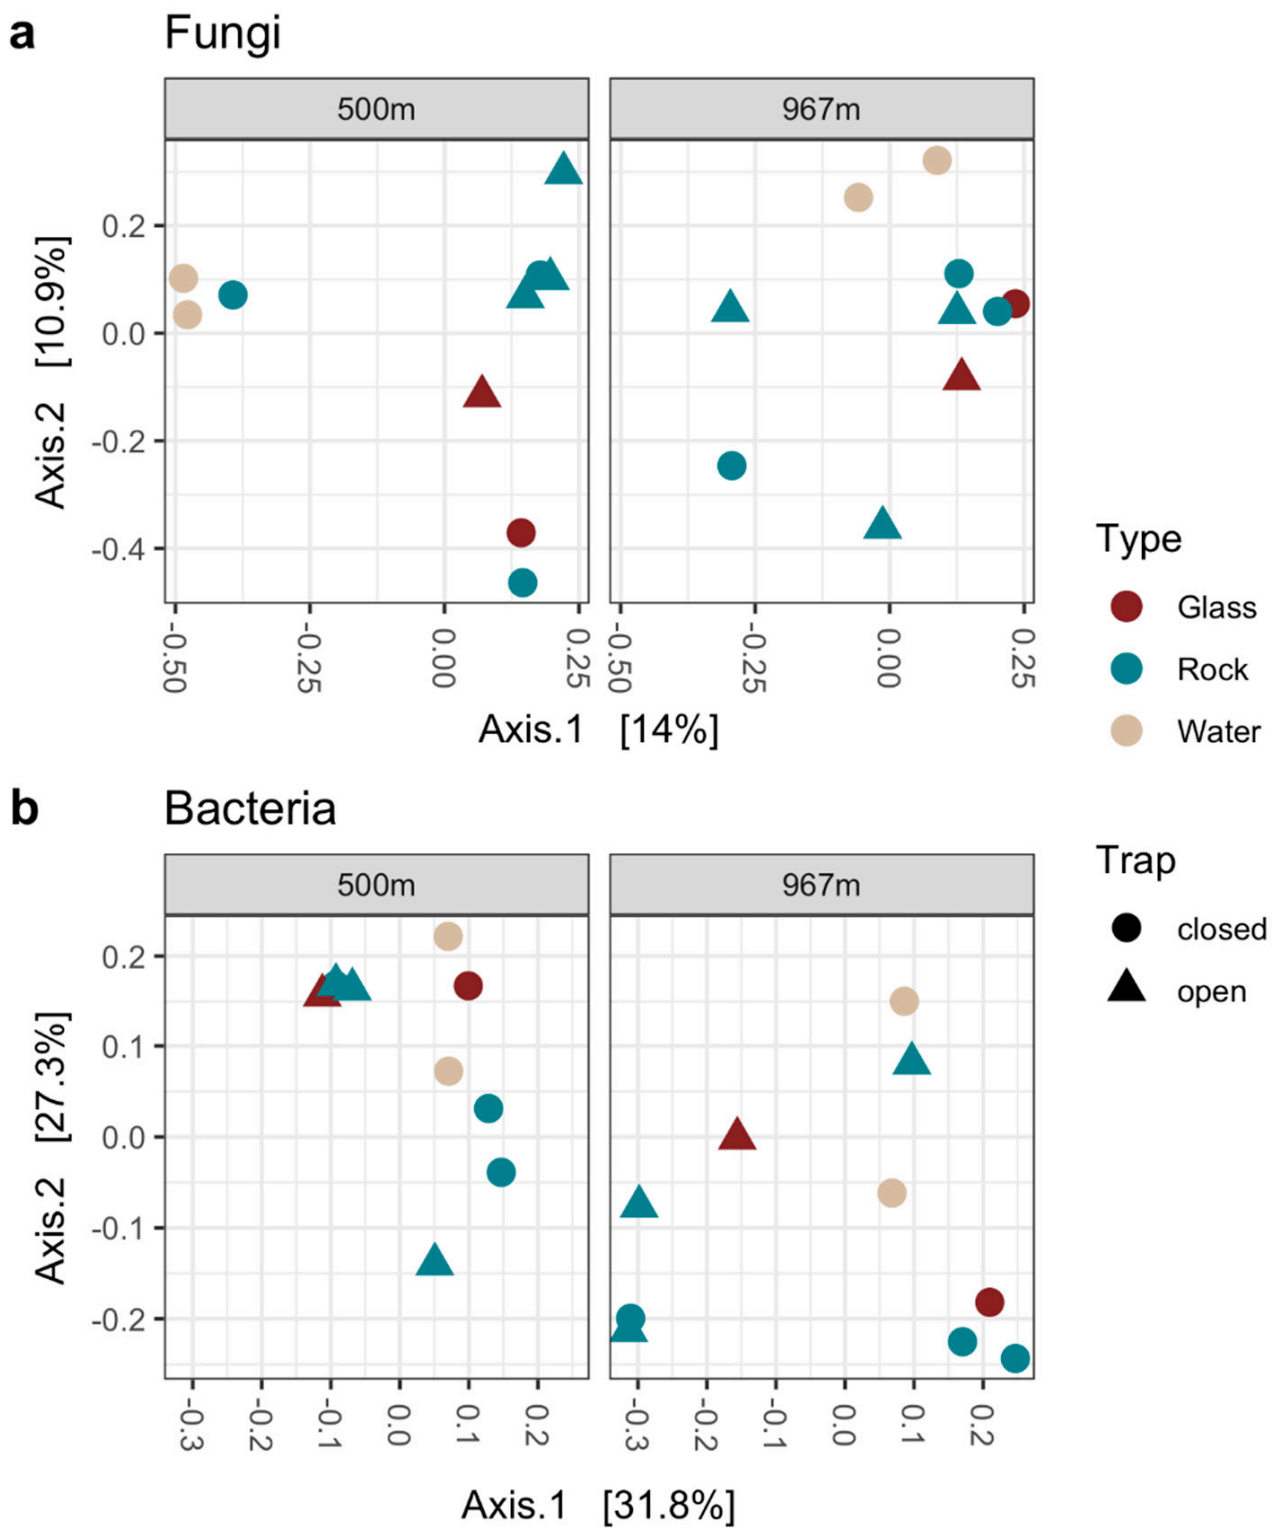 a Fungi
500m 967m
0.2
0.0
-0.2
-0.4
Axis.2 [10.9%]
-0.50 -0.25 0.00 0.25 -0.50 -0.25 0.00 0.25
Axis.1 [14%]
Type
Glass
Rock
Water
b Bacteria
500m 967m
0.2
0.1
0.0
-0.1
-0.2
Axis.2 [27.3%]
-0.3 -0.2 -0.1 0.0 0.1 0.2 -0.3 -0.2 -0.1 0.0 0.1 0.2
Axis.1 [31.8%]
Trap
closed
open